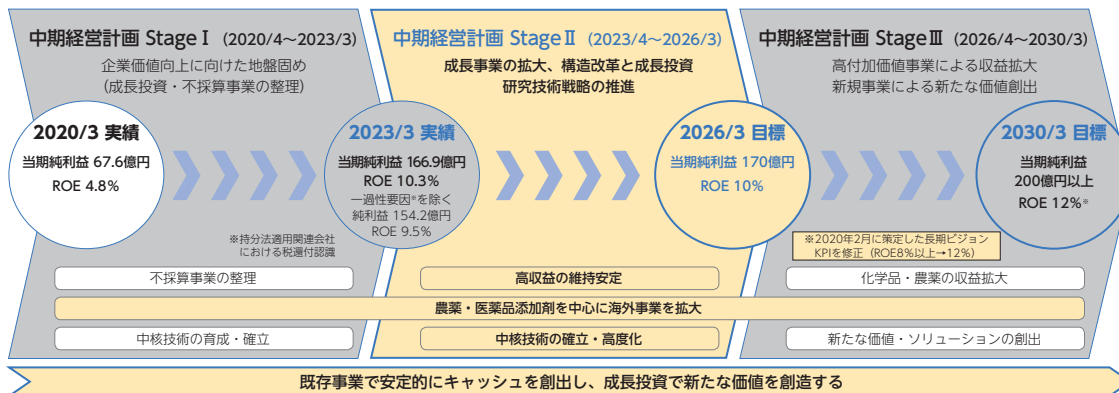 中期経営計画 StageⅠ (2020/4~2023/3)
企業価値向上に向けた地盤固め
(成長投資・不採算事業の整理)
2020/3 実績
当期純利益 67.6億円
ROE 4.8%
2023/3 実績
当期純利益 166.9億円
ROE 10.3%
一過性要因※を除く
純利益 154.2億円
ROE 9.5%
※持分法適用関連会社
における税還付認識
不採算事業の整理
中核技術の育成・確立
中期経営計画 StageⅡ (2023/4~2026/3)
成長事業の拡大、構造改革と成長投資
研究技術戦略の推進
2026/3 目標
当期純利益 170億円
ROE 10%
高収益の維持安定
農薬・医薬品添加剤を中心に海外事業を拡大
中核技術の確立・高度化
中期経営計画 StageⅢ (2026/4~2030/3)
高付加価値事業による収益拡大
新規事業による新たな価値創出
2030/3 目標
当期純利益
200億円以上
ROE 12%※
※2020年2月に策定した長期ビジョン
KPIを修正(ROE8%以上→12%)
化学品・農薬の収益拡大
新たな価値・ソリューションの創出
既存事業で安定的にキャッシュを創出し、成長投資で新たな価値を創造する